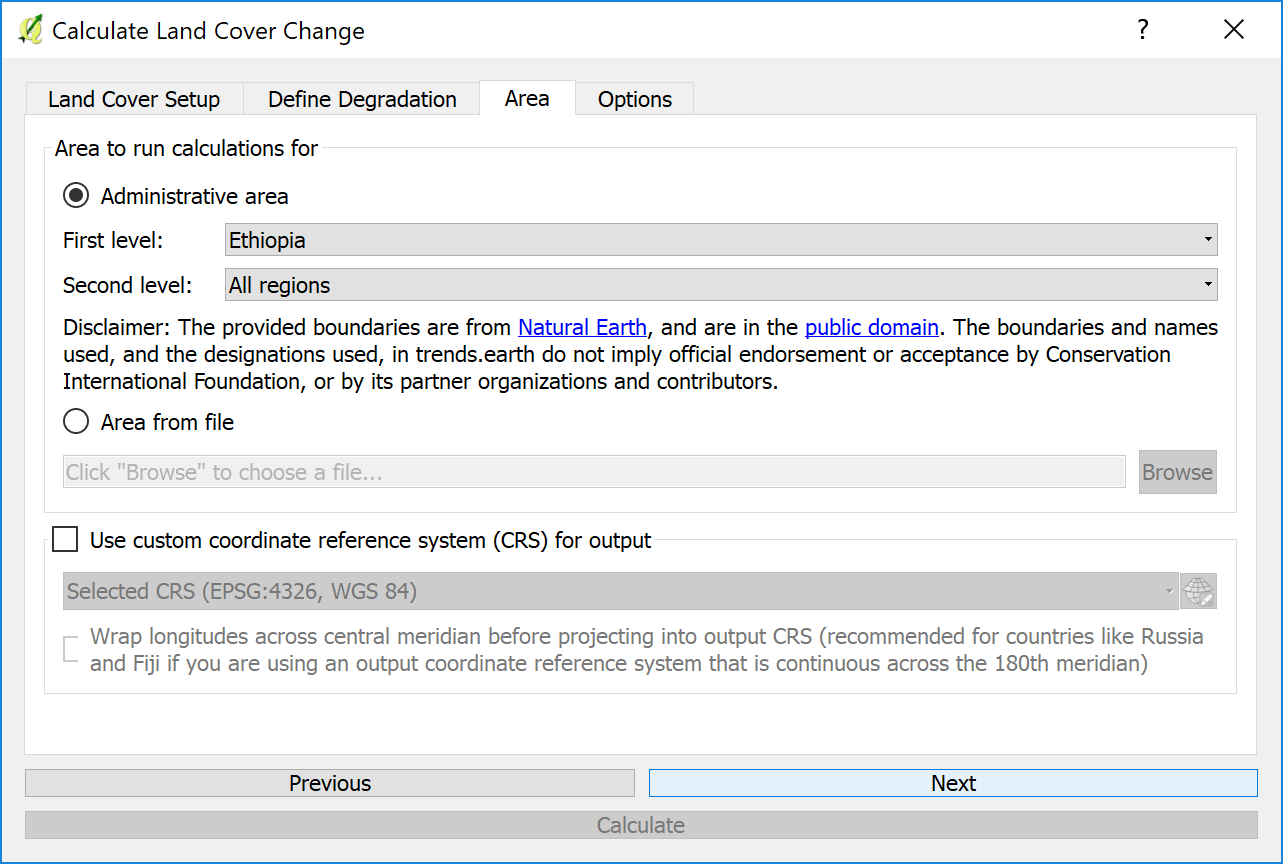 Calculate Land Cover Change
?
Land Cover Setup
Define Degradation
Area
Options
Area to run calculations for
Administrative area
First level:
Ethiopia
Second level:
All regions
Disclaimer: The provided boundaries are from Natural Earth, and are in the public domain. The boundaries and names
used, and the designations used, in trends.earth do not imply official endorsement or acceptance by Conservation
International Foundation, or by its partner organizations and contributors.
Area from file
Click "Browse" to choose a file...
Browse
Use custom coordinate reference system (CRS) for output
Selected CRS (EPSG:4326, WGS 84)
Wrap longitudes across central meridian before projecting into output CRS (recommended for countries like Russia
and Fiji if you are using an output coordinate reference system that is continuous across the 180th meridian)
Previous
Next
Calculate